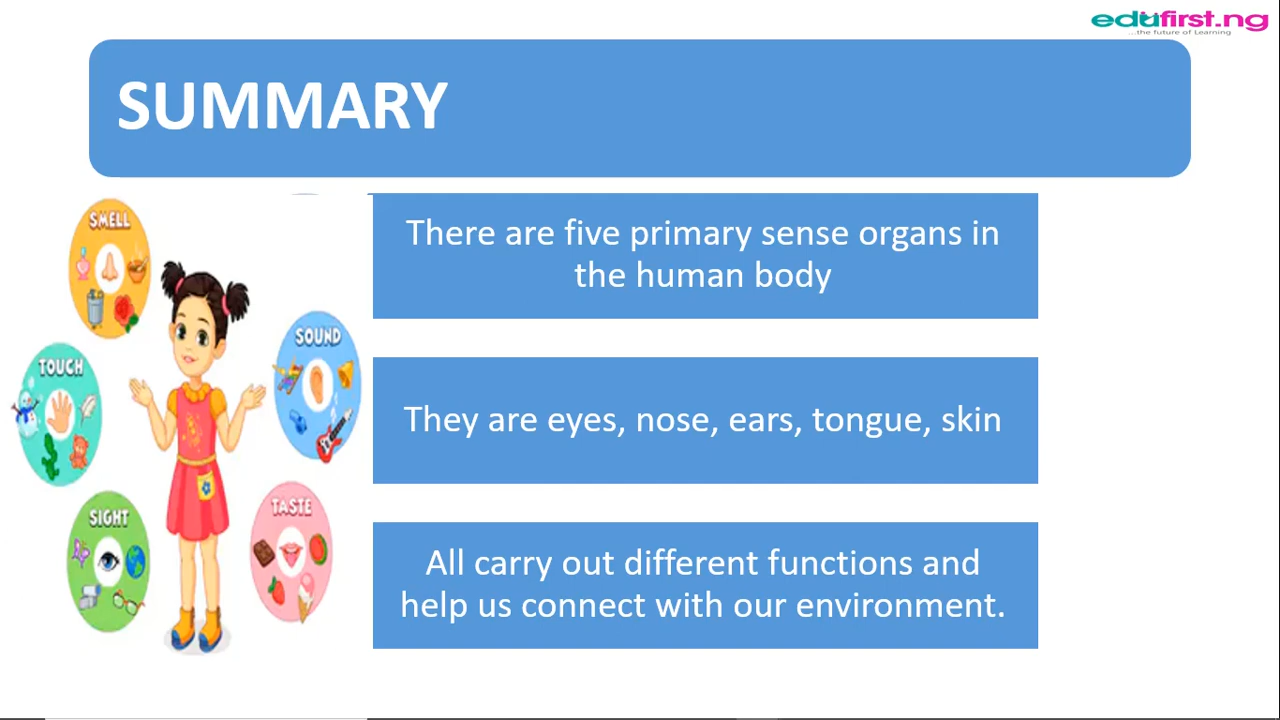 edufirst.ng
...the future of Learning
SUMMARY
SMELL
TOUCH
SIGHT
SOUND
TASTE
There are five primary sense organs in
the human body
They are eyes, nose, ears, tongue, skin
All carry out different functions and
help us connect with our environment.